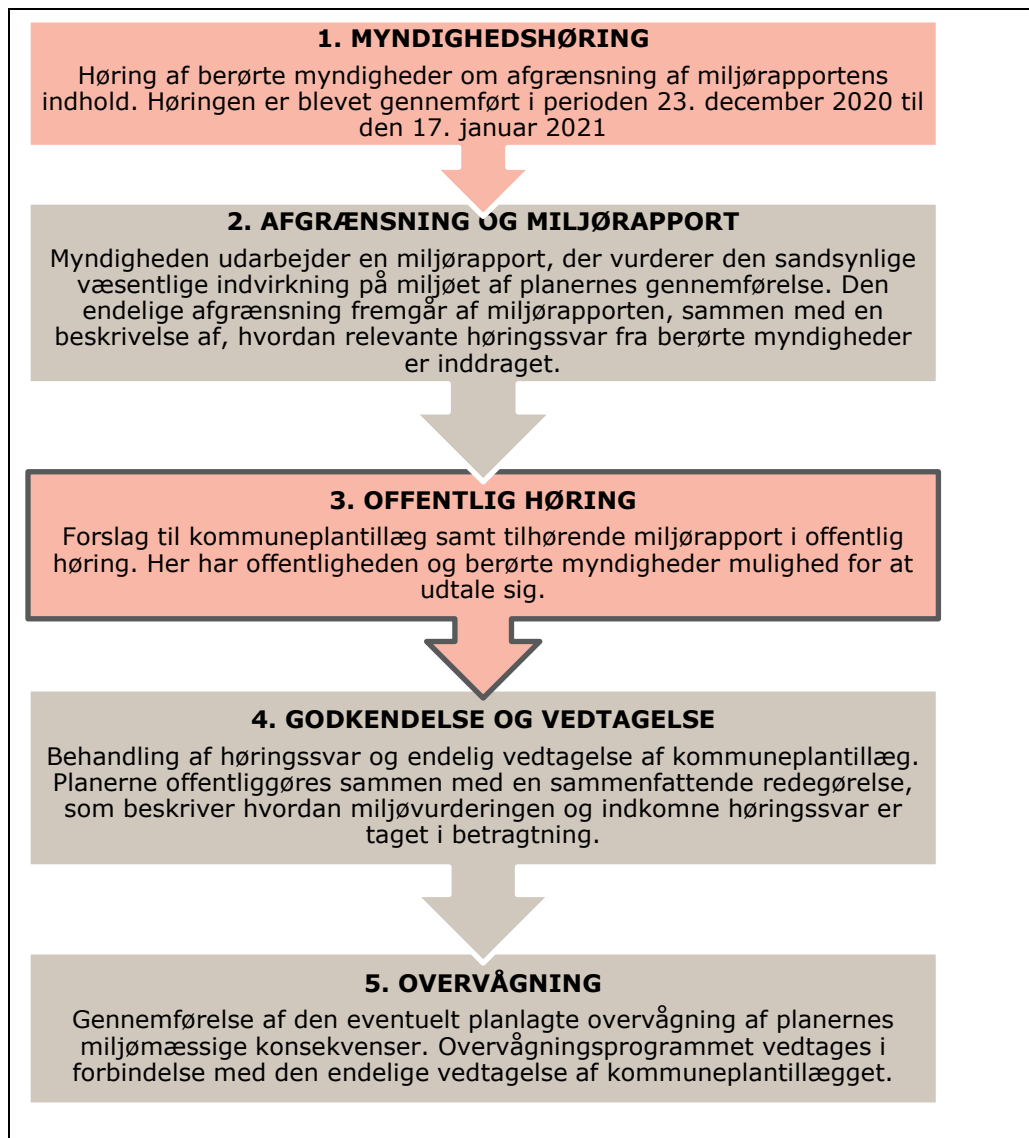 1. MYNDIGHEDSHØRING
Høring af berørte myndigheder om afgrænsning af miljørapportens
indhold. Høringen er blevet gennemført i perioden 23. december 2020 til
den 17. januar 2021
2. AFGRÆNSNING OG MILJØRAPPORT
Myndigheden udarbejder en miljørapport, der vurderer den sandsynlige
væsentlige indvirkning på miljøet af planernes gennemførelse. Den
endelige afgrænsning fremgår af miljørapporten, sammen med en
beskrivelse af, hvordan relevante høringssvar fra berørte myndigheder
er inddraget.
3. OFFENTLIG HØRING
Forslag til kommuneplantillæg samt tilhørende miljørapport i offentlig
høring. Her har offentligheden og berørte myndigheder mulighed for at
udtale sig.
4. GODKENDELSE OG VEDTAGELSE
Behandling af høringssvar og endelig vedtagelse af kommuneplantillæg.
Planerne offentliggøres sammen med en sammenfattende redegørelse,
som beskriver hvordan miljøvurderingen og indkomne høringssvar er
taget i betragtning.
5. OVERVÅGNING
Gennemførelse af den eventuelt planlagte overvågning af planernes
miljømæssige konsekvenser. Overvågningsprogrammet vedtages i
forbindelse med den endelige vedtagelse af kommuneplantillægget.